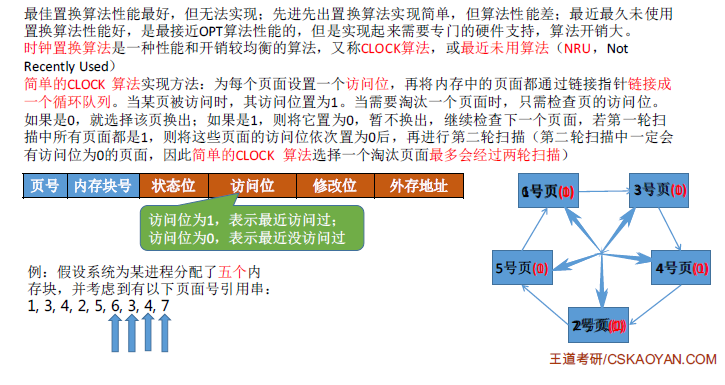 最佳置换算法性能最好，但无法实现；先进先出置换算法实现简单，但算法性能差；最近最久未使用
置换算法性能好，是最接近OPT算法性能的，但是实现起来需要专门的硬件支持，算法开销大。
时钟置换算法是一种性能和开销较均衡的算法，又称CLOCK算法，或最近未用算法（NRU，Not
Recently Used）
简单的CLOCK 算法实现方法：为每个页面设置一个访问位，再将内存中的页面都通过链接指针链接成
一个循环队列。当某页被访问时，其访问位置为1。当需要淘汰一个页面时，只需检查页的访问位。
如果是0，就选择该页换出；如果是1，则将它置为0，暂不换出，继续检查下一个页面，若第一轮扫
描中所有页面都是1，则将这些页面的访问位依次置为0后，再进行第二轮扫描（第二轮扫描中一定会
有访问位为0的页面，因此简单的CLOCK 算法选择一个淘汰页面最多会经过两轮扫描）
页号 内存块号 状态位 访问位 修改位 外存地址
访问位为1，表示最近访问过；
访问位为0，表示最近没访问过
例：假设系统为某进程分配了五个内
存块，并考虑到有以下页面号引用串：
1, 3, 4, 2, 5, 6, 3, 4, 7
号页
3号页
5号页
4号页
号页
王道考研/CSKAOYAN.COM